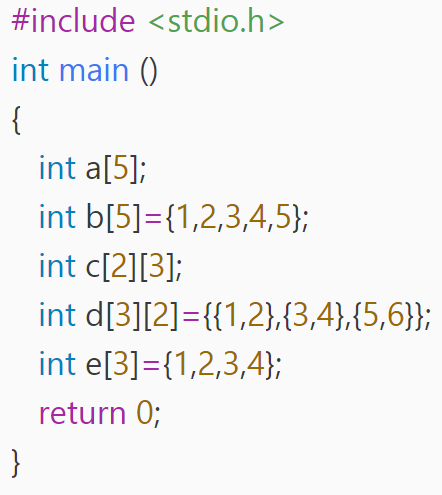 #include <stdio.h>
int main ()
{
int a[5];
int b[5]={1,2,3,4,5};
int c[2][3];
int d[3][2]={{1,2},{3,4},{5,6}};
int e[3]={1,2,3,4};
return 0;
}